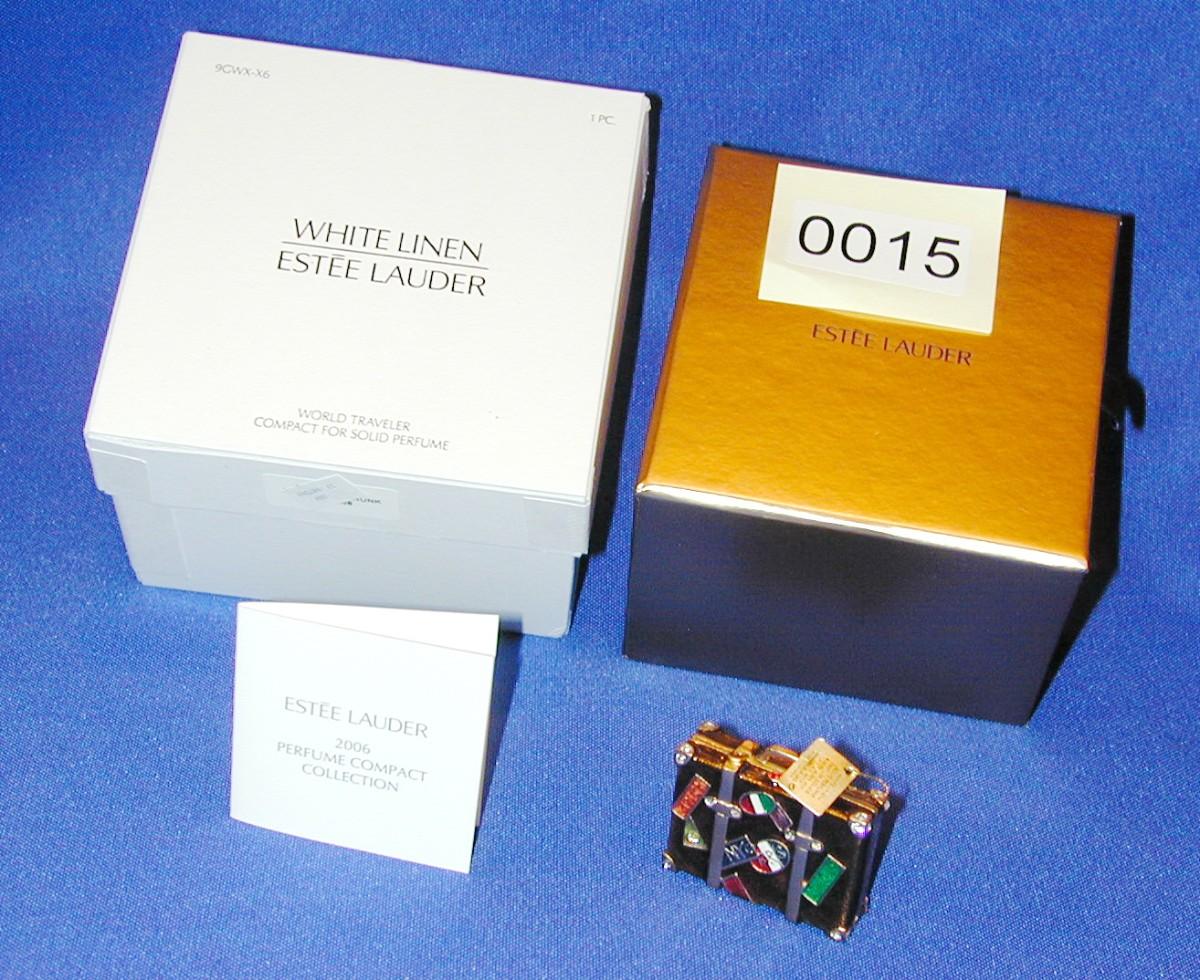 9GWX-X6
1 PC.
WHITE LINEN
ESTĒE LAUDER
WORLD TRAVELER
COMPACT FOR SOLID PERFUME
0015
ESTĒE LAUDER
ESTĒE LAUDER
2006
PERFUME COMPACT
COLLECTION
NYC